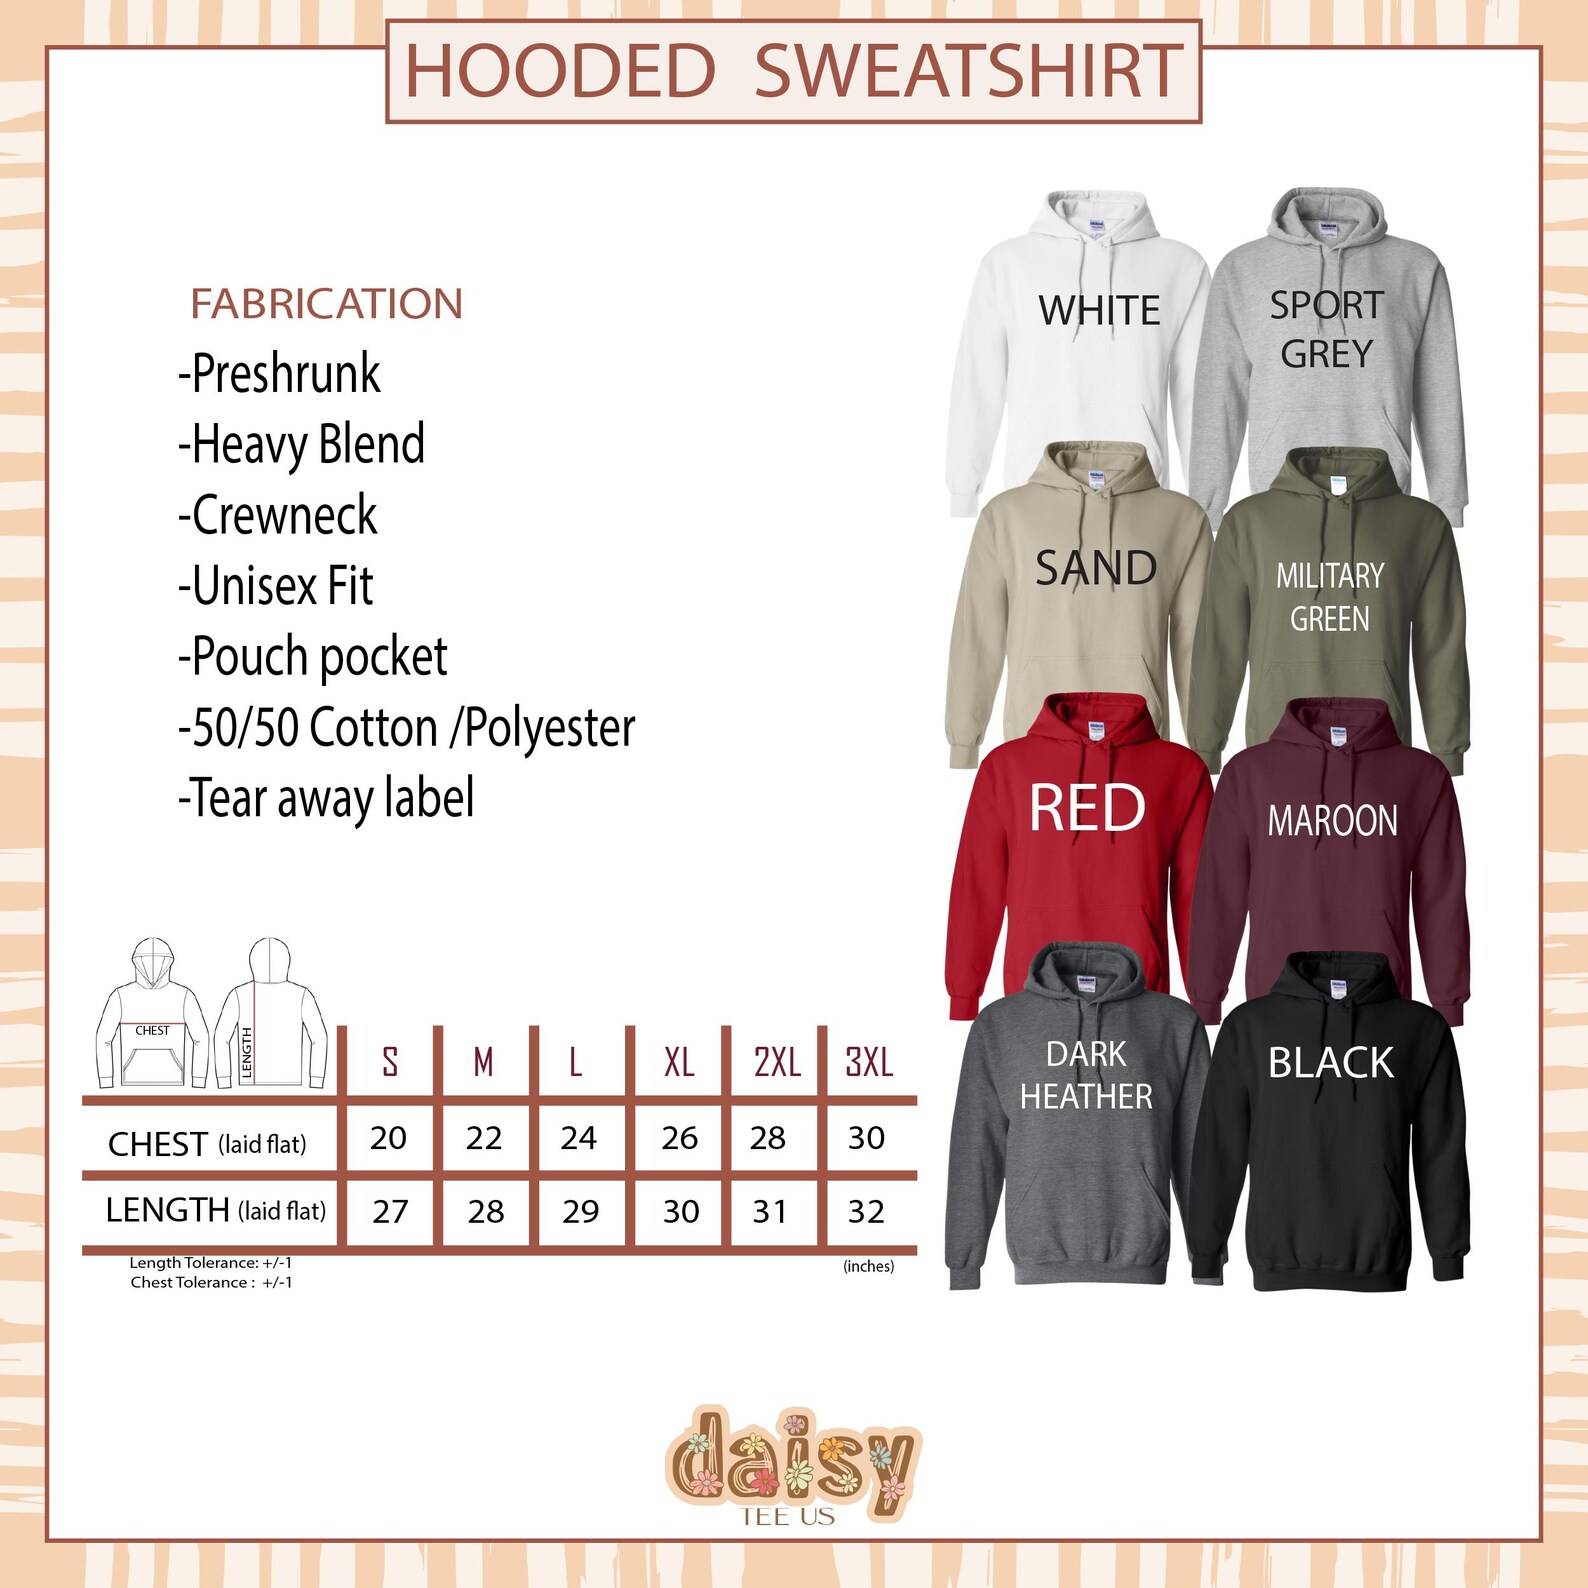 HOODED SWEATSHIRT
FABRICATION
-Preshrunk
-Heavy Blend
-Crewneck
-Unisex Fit
-Pouch pocket
-50/50 Cotton /Polyester
-Tear away label
WHITE
SPORT
GREY
SAND
MILITARY
GREEN
RED
MAROON
DARK
HEATHER
BLACK
CHEST
LENGTH
S M L XL 2XL 3XL
CHEST (laid flat) 20 22 24 26 28 30
LENGTH (laid flat) 27 28 29 30 31 32
Length Tolerance: +/-1
Chest Tolerance : +/-1
(inches)
daisy
TEE US